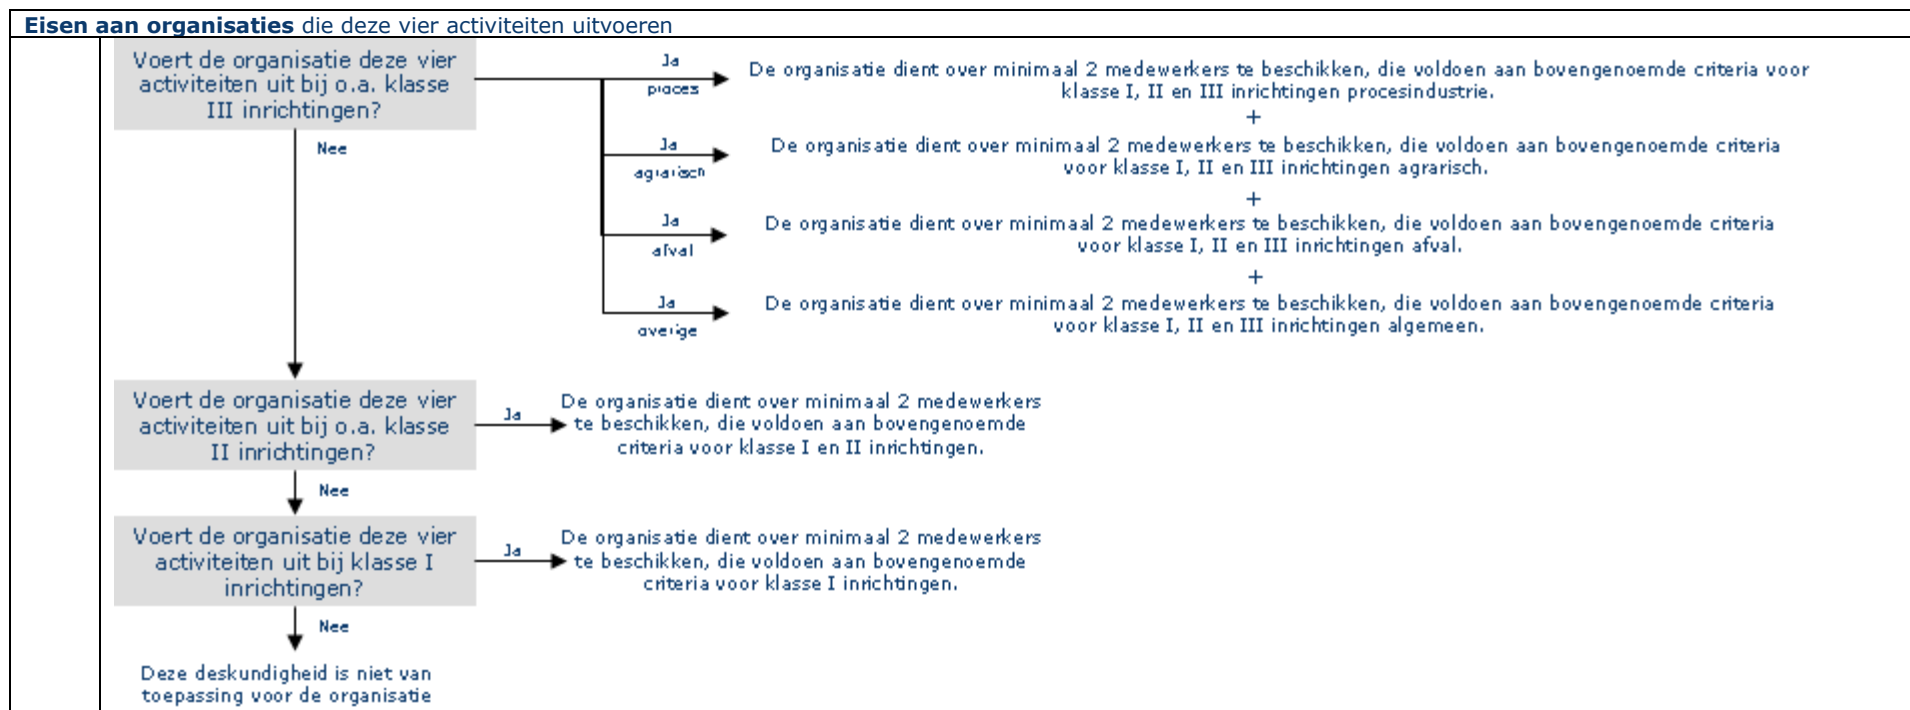 Eisen aan organisaties die deze vier activiteiten uitvoeren
Voert de organisatie deze vier
activiteiten uit bij o.a. klasse
III inrichtingen?
Ja
proces
De organisatie dient over minimaal 2 medewerkers te beschikken, die voldoen aan bovengenoemde criteria voor
klasse I, II en III inrichtingen procesindustrie.
+
Nee
Ja
agrarisch
De organisatie dient over minimaal 2 medewerkers te beschikken, die voldoen aan bovengenoemde criteria
voor klasse I, II en III inrichtingen agrarisch.
+
Ja
afval
De organisatie dient over minimaal 2 medewerkers te beschikken, die voldoen aan bovengenoemde criteria
voor klasse I, II en III inrichtingen afval.
+
Ja
overige
De organisatie dient over minimaal 2 medewerkers te beschikken, die voldoen aan bovengenoemde criteria
voor klasse I, II en III inrichtingen algemeen.
Voert de organisatie deze vier
activiteiten uit bij o.a. klasse
II inrichtingen?
Ja
De organisatie dient over minimaal 2 medewerkers
te beschikken, die voldoen aan bovengenoemde
criteria voor klasse I en II inrichtingen.
Nee
Voert de organisatie deze vier
activiteiten uit bij klasse I
inrichtingen?
Ja
De organisatie dient over minimaal 2 medewerkers
te beschikken, die voldoen aan bovengenoemde
criteria voor klasse I inrichtingen.
Nee
Deze deskundigheid is niet van
toepassing voor de organisatie